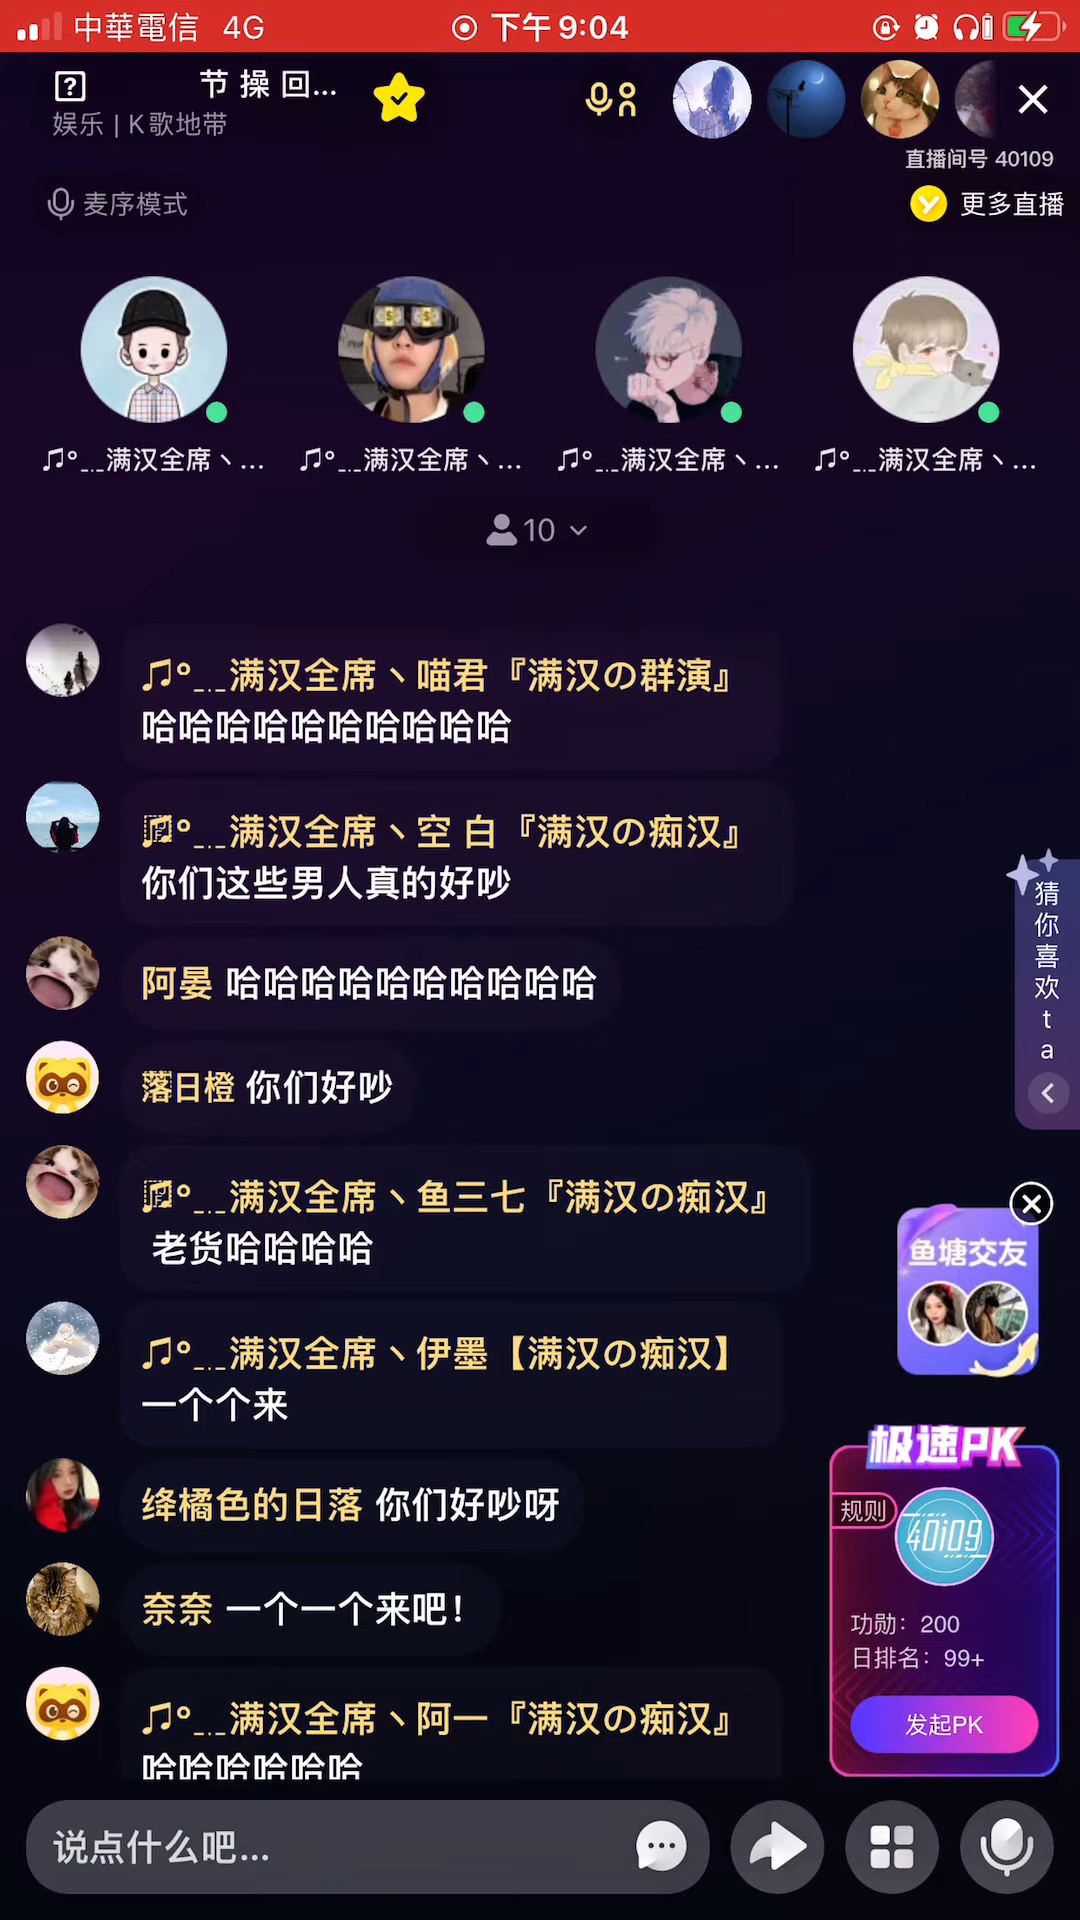 中華電信 4G 下午9:04
节 操 回...
娱乐 | K歌地带
直播间号 40109
麦序模式
更多直播
♫°_._满汉全席丶...
♫°_._满汉全席丶...
♫°_._满汉全席丶...
♫°_._满汉全席丶...
10
♫°_._满汉全席丶喵君『满汉の群演』
哈哈哈哈哈哈哈哈哈哈
♫°_._满汉全席丶空 白『满汉の痴汉』
你们这些男人真的好吵
阿晏 哈哈哈哈哈哈哈哈哈哈
落日橙 你们好吵
♫°_._满汉全席丶鱼三七『满汉の痴汉』
老货哈哈哈哈
♫°_._满汉全席丶伊墨【满汉の痴汉】
一个个来
绛橘色的日落 你们好吵呀
奈奈 一个一个来吧！
♫°_._满汉全席丶阿一『满汉の痴汉』
哈哈哈哈哈哈
猜你喜欢ta
鱼塘交友
极速PK
规则
40109
功勋：200
日排名：99+
发起PK
说点什么吧...